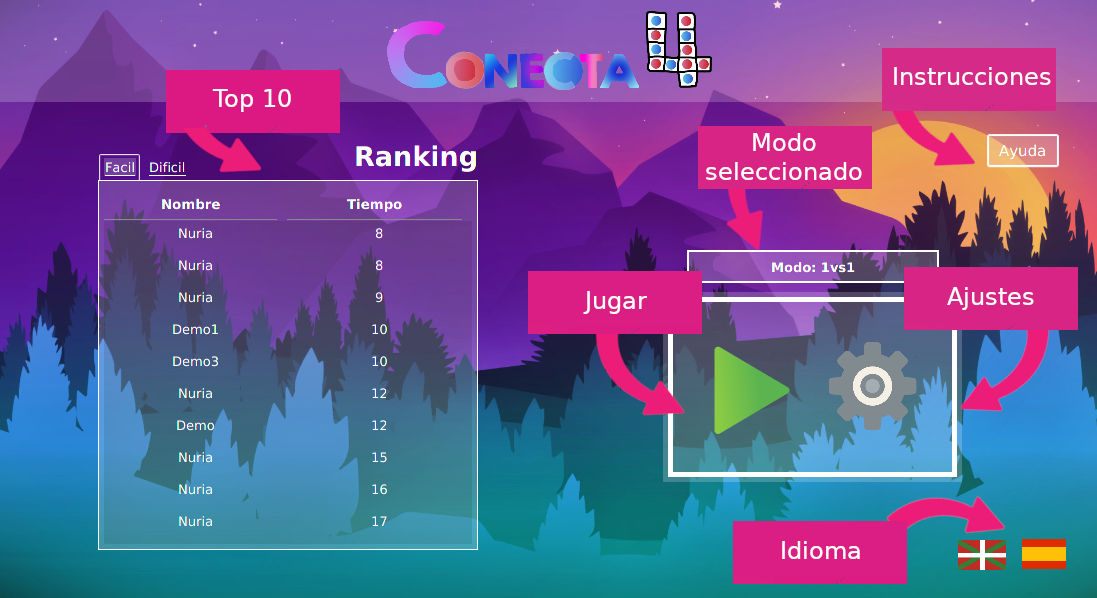 CONECTA 4
Top 10
Instrucciones
Modo
seleccionado
Ayuda
Ranking
Facil Dificil
Nombre Tiempo
Nuria 8
Nuria 8
Nuria 9
Demo1 10
Demo3 10
Nuria 12
Demo 12
Nuria 15
Nuria 16
Nuria 17
Modo: 1vs1
Jugar
Ajustes
Idioma